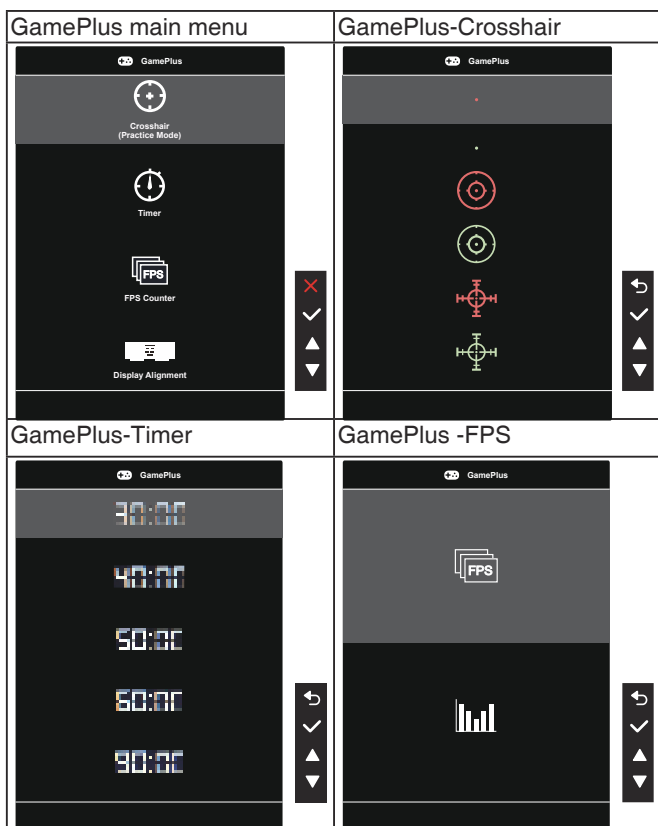 GamePlus main menu
GamePlus
Crosshair
(Practice Mode)
Timer
FPS
FPS Counter
Display Alignment
GamePlus-Crosshair
GamePlus
GamePlus-Timer
GamePlus
30:00
40:00
50:00
60:00
90:00
GamePlus -FPS
GamePlus
FPS